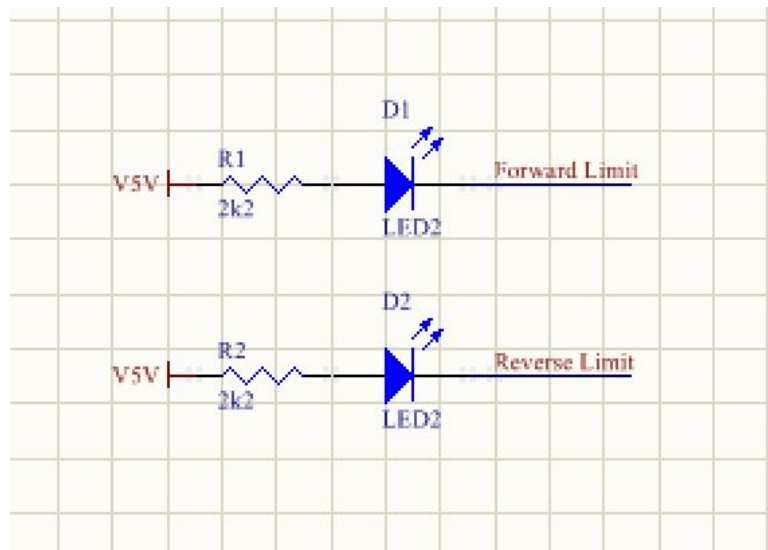 D1
R1
V5V
Forward Limit
2k2
LED2
D2
R2
V5V
Reverse Limit
2k2
LED2